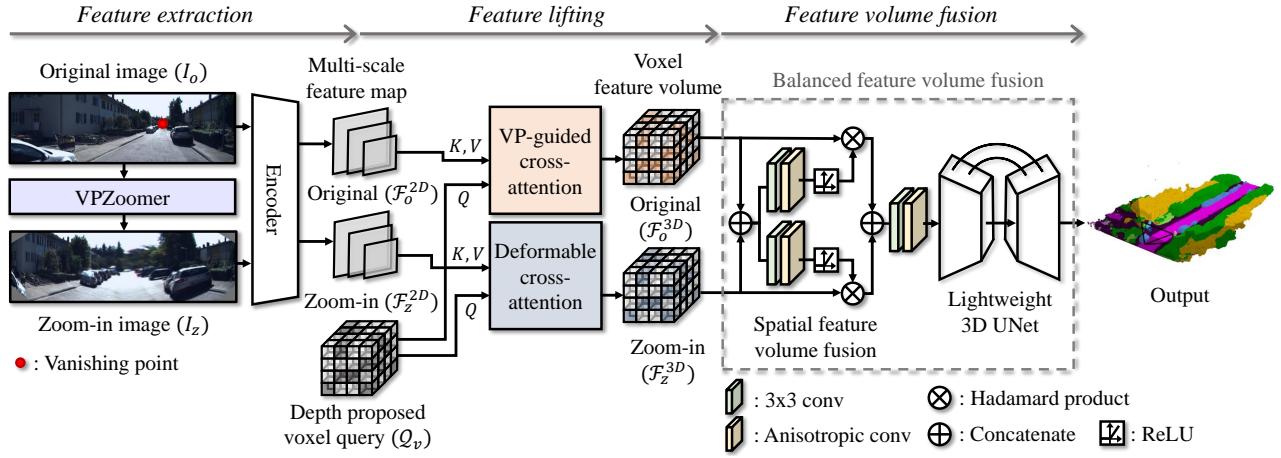 Feature extraction
Feature lifting
Feature volume fusion
Original image (I_o)
VPZoomer
Zoom-in image (I_z)
: Vanishing point
Encoder
Multi-scale
feature map
Original (ℱ_o^2D)
Zoom-in (ℱ_z^2D)
Depth proposed
voxel query (𝒬_v)
K, V
Q
VP-guided
cross-
attention
K, V
Q
Deformable
cross-
attention
Voxel
feature volume
Original
(ℱ_o^3D)
Zoom-in
(ℱ_z^3D)
Balanced feature volume fusion
Spatial feature
volume fusion
Lightweight
3D UNet
Output
: 3x3 conv
: Hadamard product
: Anisotropic conv
: Concatenate
: ReLU